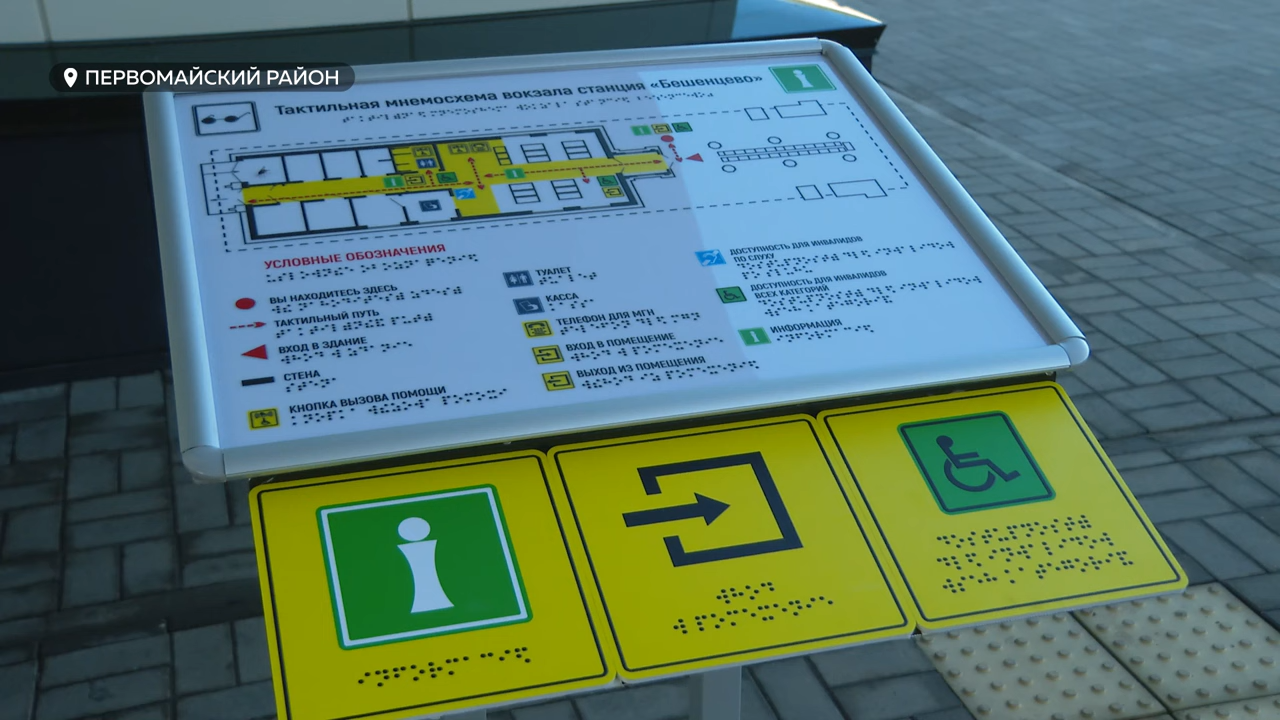 ПЕРВОМАЙСКИЙ РАЙОН
Тактильная мнемосхема вокзала станция «Бешенцево»
УСЛОВНЫЕ ОБОЗНАЧЕНИЯ
ВЫ НАХОДИТЕСЬ ЗДЕСЬ
ТАКТИЛЬНЫЙ ПУТЬ
ВХОД В ЗДАНИЕ
СТЕНА
КНОПКА ВЫЗОВА ПОМОЩИ
ТУАЛЕТ
КАССА
ТЕЛЕФОН ДЛЯ МГН
ВХОД В ПОМЕЩЕНИЕ
ВЫХОД ИЗ ПОМЕЩЕНИЯ
ДОСТУПНОСТЬ ДЛЯ ИНВАЛИДОВ
ПО СЛУХУ
ДОСТУПНОСТЬ ДЛЯ ИНВАЛИДОВ
ВСЕХ КАТЕГОРИЙ
ИНФОРМАЦИЯ